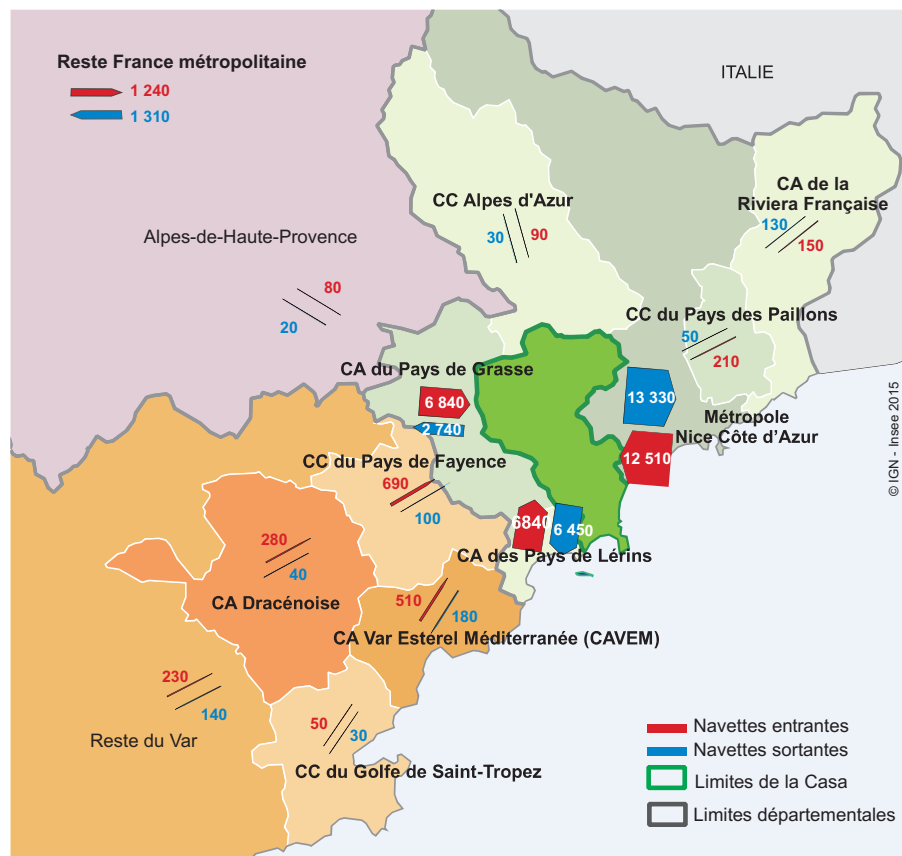 Reste France métropolitaine
1 240
1 310
ITALIE
CA de la
Riviera Française
130
150
CC Alpes d'Azur
30
90
Alpes-de-Haute-Provence
80
20
CC du Pays des Paillons
50
210
CA du Pays de Grasse
6 840
2 740
13 330
Métropole
Nice Côte d’Azur
12 510
© IGN - Insee 2015
CC du Pays de Fayence
690
100
6840
6 450
CA des Pays de Lérins
280
40
CA Dracénoise
510
180
CA Var Esterel Méditerranée (CAVEM)
230
140
Reste du Var
50
30
CC du Golfe de Saint-Tropez
Navettes entrantes
Navettes sortantes
Limites de la Casa
Limites départementales